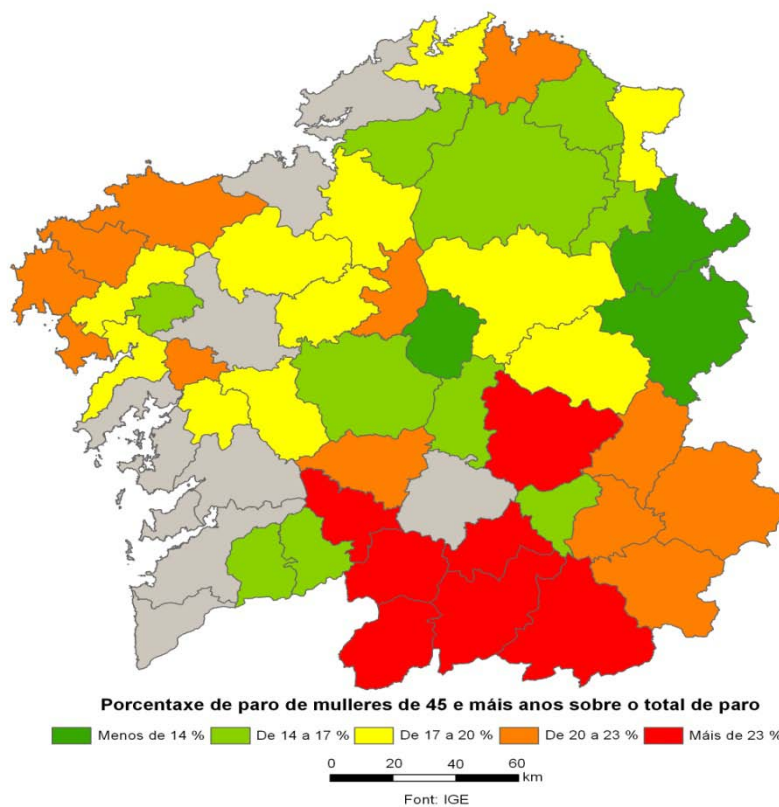 Porcentaxe de paro de mulleres de 45 e máis anos sobre o total de paro
Menos de 14 % De 14 a 17 % De 17 a 20 % De 20 a 23 % Máis de 23 %
0 20 40 60
km
Font: IGE